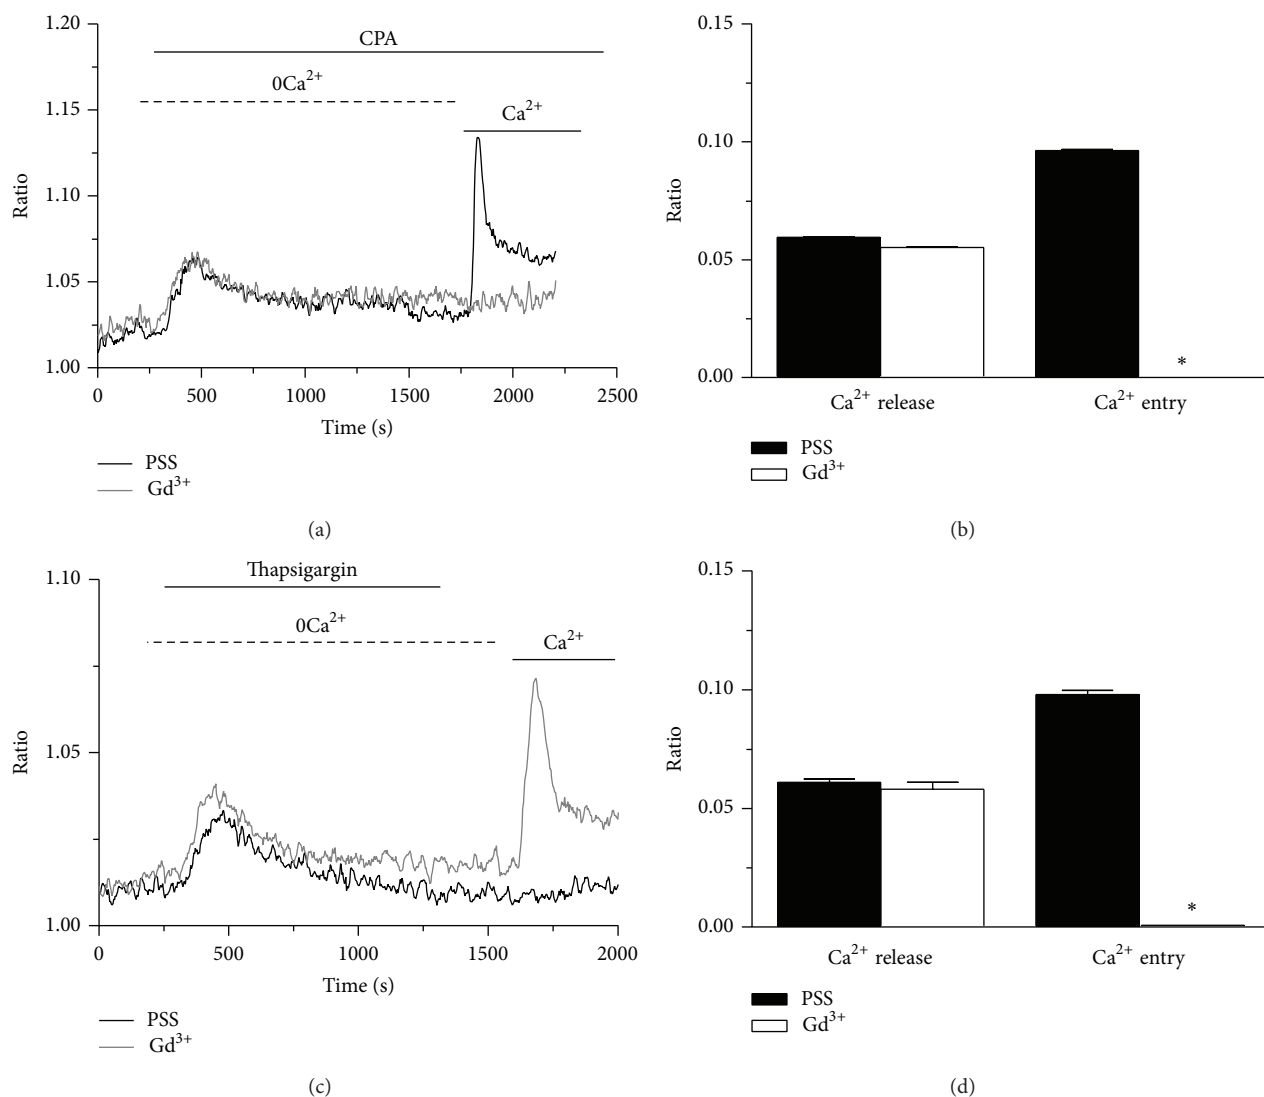 CPA
0Ca²⁺
Ca²⁺
1.20
1.15
1.10
1.05
1.00
Ratio
0 500 1000 1500 2000 2500
Time (s)
PSS
Gd³⁺
(a)
0.15
0.10
0.05
0.00
Ratio
*
Ca²⁺ release Ca²⁺ entry
PSS
Gd³⁺
(b)
Thapsigargin
0Ca²⁺
Ca²⁺
1.10
1.05
1.00
Ratio
0 500 1000 1500 2000
Time (s)
PSS
Gd³⁺
(c)
0.15
0.10
0.05
0.00
Ratio
*
Ca²⁺ release Ca²⁺ entry
PSS
Gd³⁺
(d)